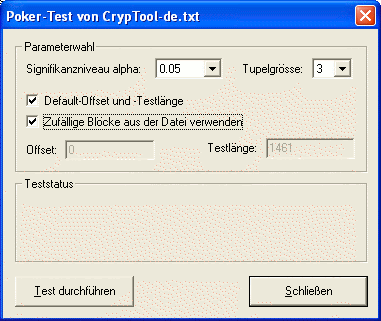 Poker-Test von CrypTool-de.txt
Parameterwahl
Signifikanzniveau alpha: 0.05 Tupelgrösse: 3
Default-Offset und -Testlänge
Zufällige Blöcke aus der Datei verwenden
Offset: 0 Testlänge: 1461
Teststatus
Test durchführen Schließen